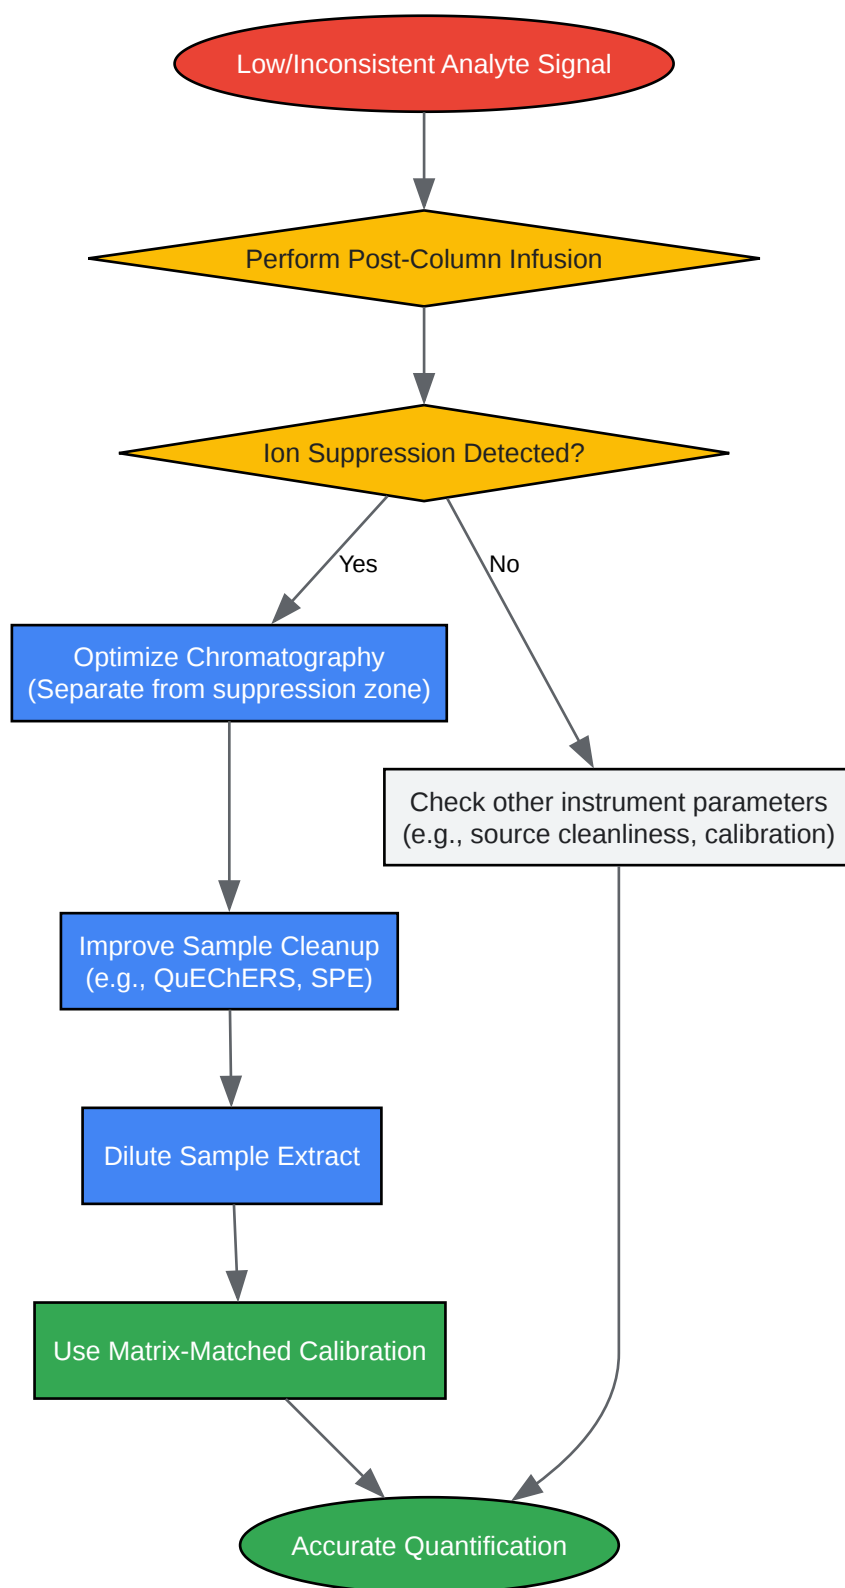 Low/Inconsistent Analyte Signal
Perform Post-Column Infusion
Ion Suppression Detected?
Yes
No
Optimize Chromatography
(Separate from suppression zone)
Check other instrument parameters
(e.g., source cleanliness, calibration)
Improve Sample Cleanup
(e.g., QuEChERS, SPE)
Dilute Sample Extract
Use Matrix-Matched Calibration
Accurate Quantification